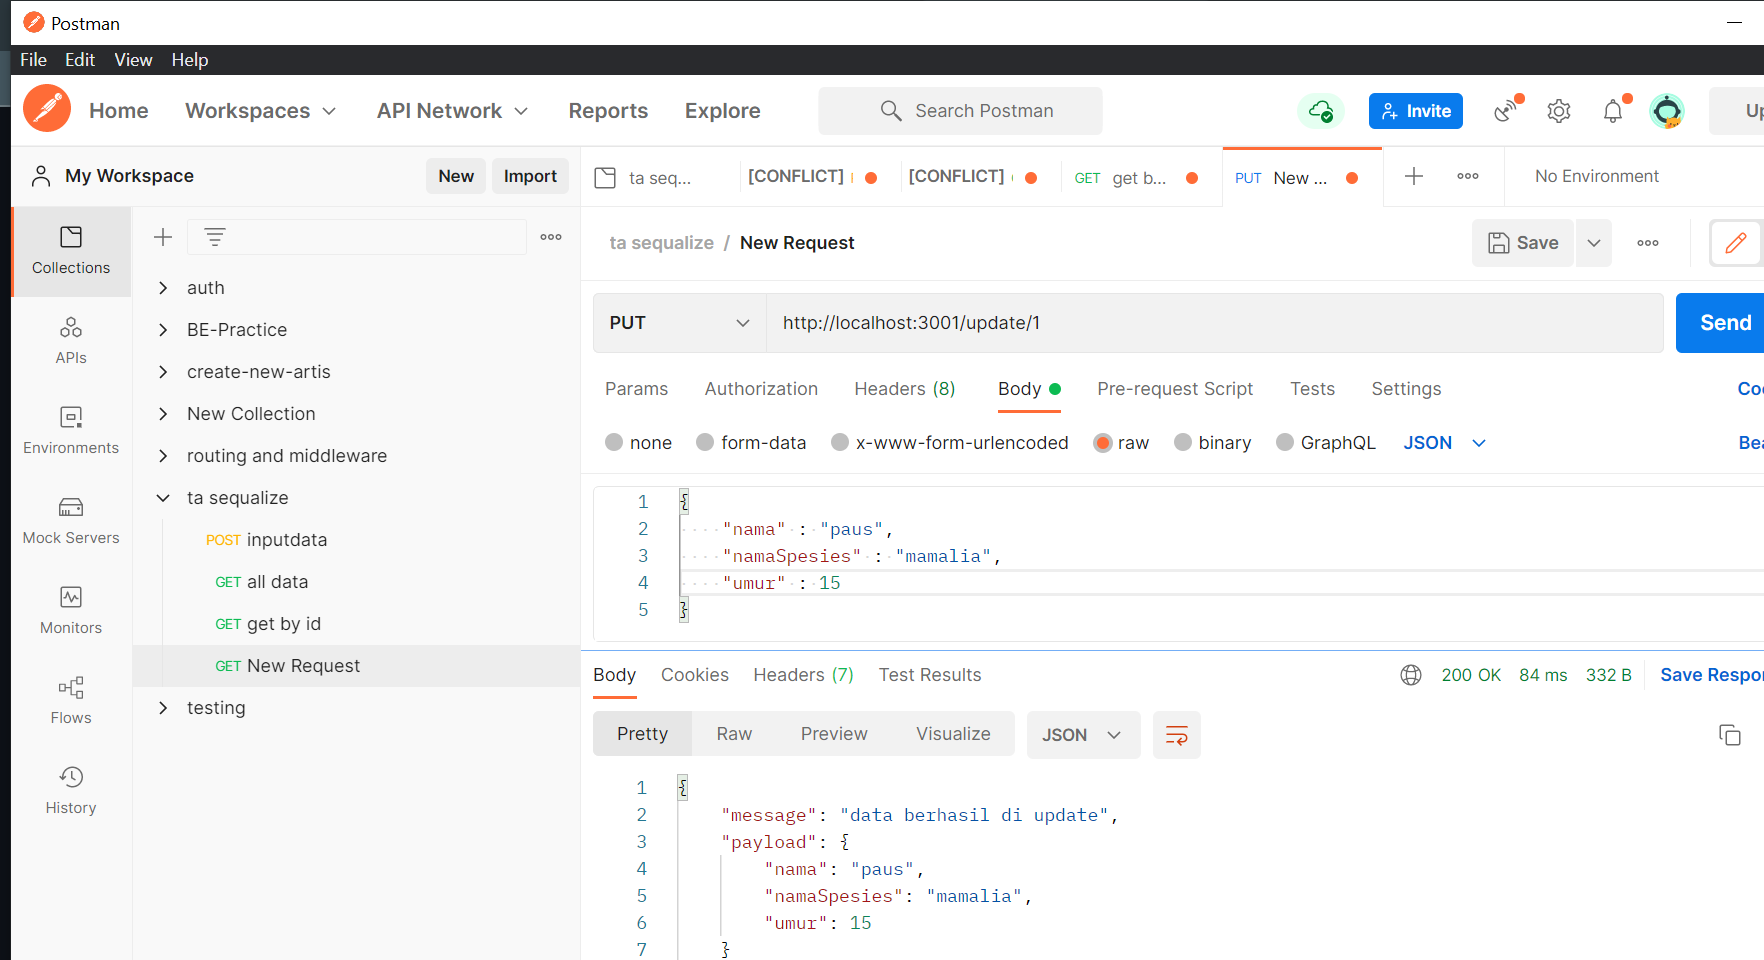 Postman
File Edit View Help
Home Workspaces API Network Reports Explore Search Postman Invite
My Workspace New Import
ta seq... [CONFLICT] [CONFLICT] GET get b... PUT New ... No Environment
Collections
APIs
Environments
Mock Servers
Monitors
Flows
History
auth
BE-Practice
create-new-artis
New Collection
routing and middleware
ta sequalize
POST inputdata
GET all data
GET get by id
GET New Request
testing
ta sequalize / New Request Save
PUT http://localhost:3001/update/1 Send
Params Authorization Headers (8) Body Pre-request Script Tests Settings
none form-data x-www-form-urlencoded raw binary GraphQL JSON
1 {
2 "nama" : "paus",
3 "namaSpesies" : "mamalia",
4 "umur" : 15
5 }
Body Cookies Headers (7) Test Results 200 OK 84 ms 332 B Save Respo
Pretty Raw Preview Visualize JSON
1 {
2 "message": "data berhasil di update",
3 "payload": {
4 "nama": "paus",
5 "namaSpesies": "mamalia",
6 "umur": 15
7 }